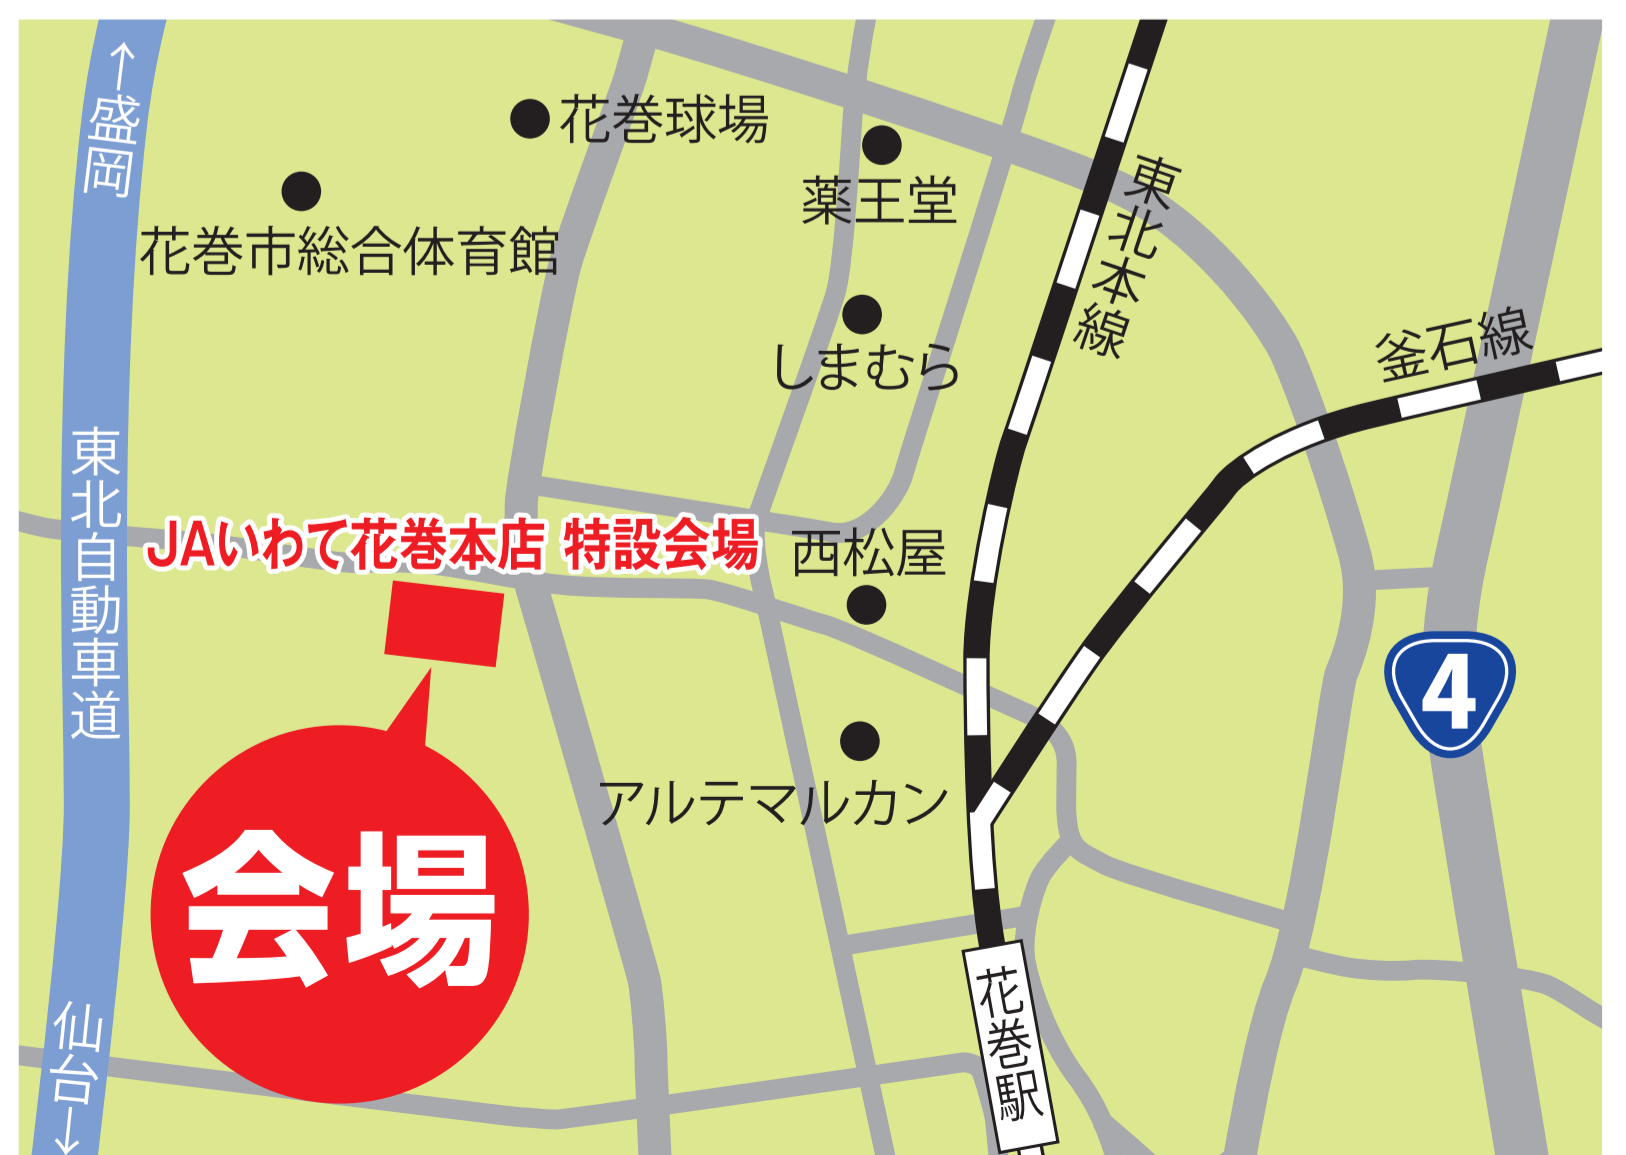 ←盛岡
花巻球場
薬王堂
東北本線
花巻市総合体育館
釜石線
しまむら
東北自動車道
JAいわて花巻本店 特設会場
西松屋
4
アルテマルカン
会場
花巻駅
仙台→